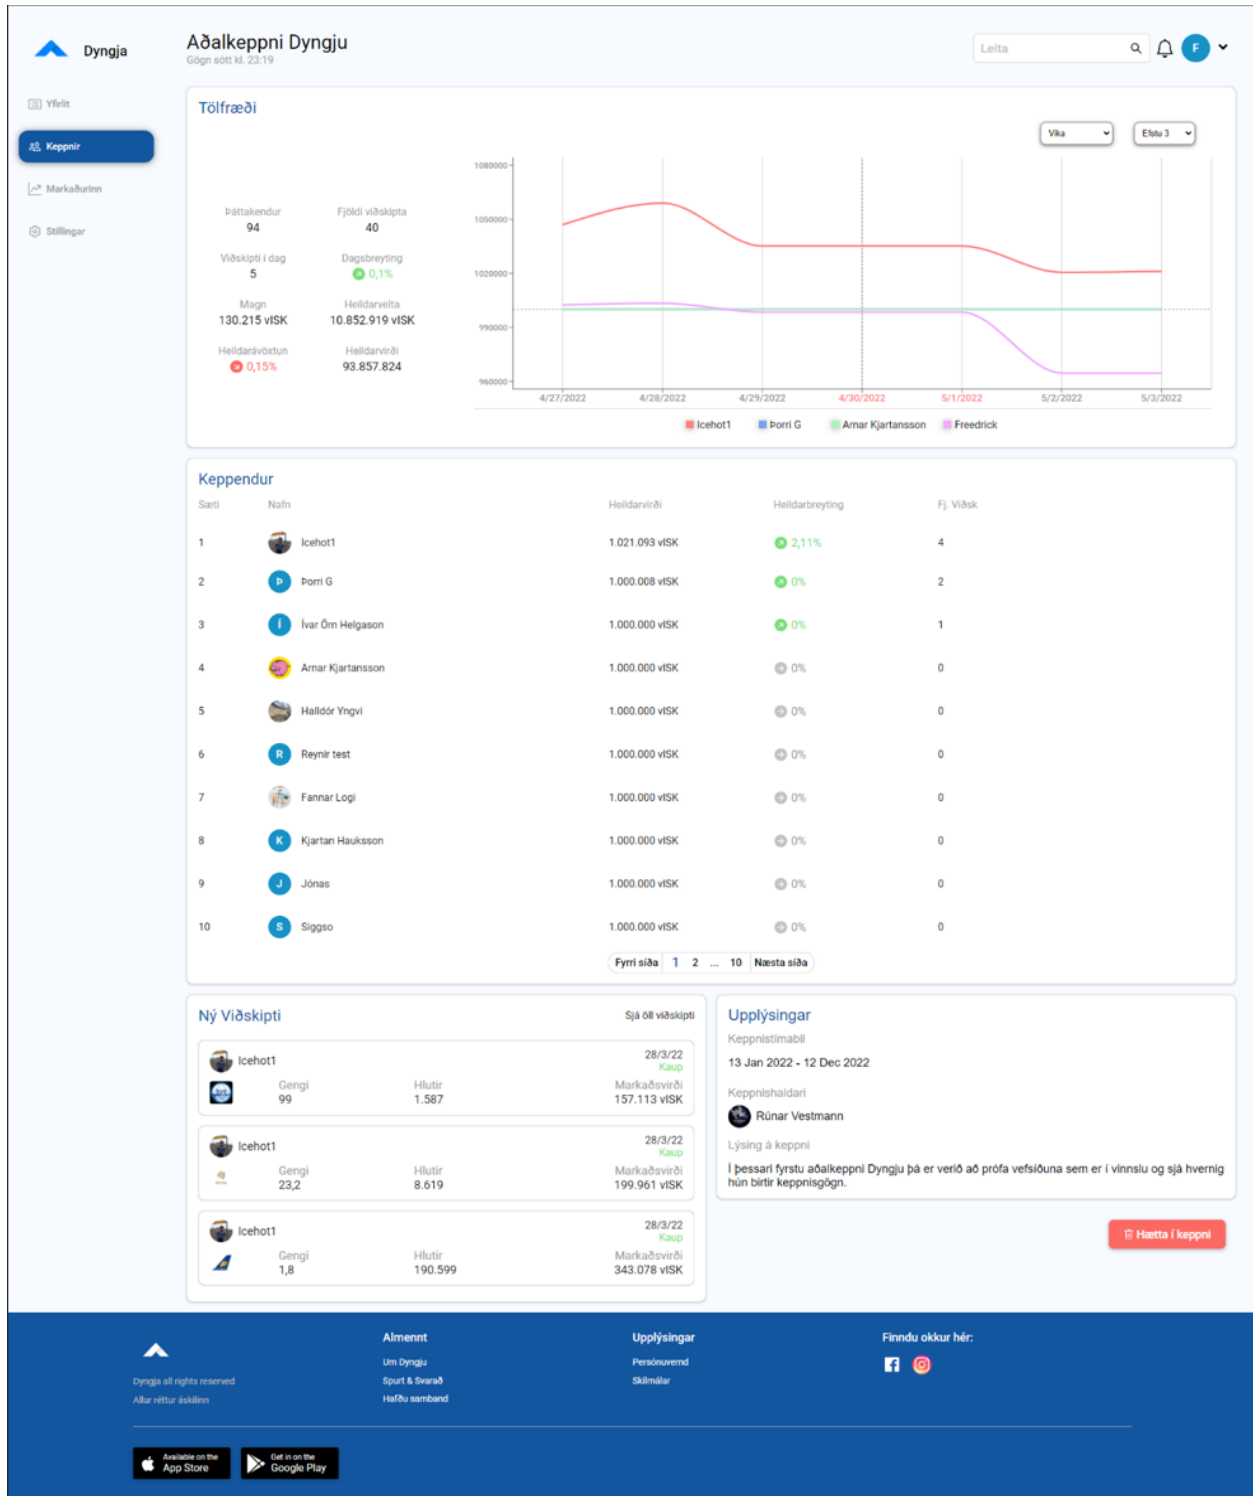 Dyngja
Aðalkeppni Dyngju
Gögn sótt kl. 23:19
Leita
F
Yfirlit
Keppnir
Markaðurinn
Stillingar
Tölfræði
Vika
Efstu 3
Þáttakendur
94
Fjöldi viðskipta
40
Viðskipti í dag
5
Dagsbreyting
0,1%
Magn
130.215 vISK
Heildarvelta
10.852.919 vISK
Heildarávöxtun
0,15%
Heildarvirði
93.857.824
1080000
1050000
1020000
990000
960000
4/27/2022 4/28/2022 4/29/2022 4/30/2022 5/1/2022 5/2/2022 5/3/2022
Icehot1 Þorri G Arnar Kjartansson Freedrick
Keppendur
Sæti Nafn Heildarvirði Heildarbreyting Fj. Viðsk
1 Icehot1 1.021.093 vISK 2,11% 4
2 Þ Þorri G 1.000.008 vISK 0% 2
3 Í Ívar Örn Helgason 1.000.000 vISK 0% 1
4 Arnar Kjartansson 1.000.000 vISK 0% 0
5 Halldór Yngvi 1.000.000 vISK 0% 0
6 R Reynir test 1.000.000 vISK 0% 0
7 Fannar Logi 1.000.000 vISK 0% 0
8 K Kjartan Hauksson 1.000.000 vISK 0% 0
9 J Jónas 1.000.000 vISK 0% 0
10 S Siggso 1.000.000 vISK 0% 0
Fyrri síða 1 2 ... 10 Næsta síða
Ný Viðskipti
Sjá öll viðskipti
Icehot1
28/3/22
Kaup
Gengi Hlutir Markaðsvirði
99 1.587 157.113 vISK
Icehot1
28/3/22
Kaup
Gengi Hlutir Markaðsvirði
23,2 8.619 199.961 vISK
Icehot1
28/3/22
Kaup
Gengi Hlutir Markaðsvirði
1,8 190.599 343.078 vISK
Upplýsingar
Keppnistímabil
13 Jan 2022 - 12 Dec 2022
Keppnishaldari
Rúnar Vestmann
Lýsing á keppni
Í þessari fyrstu aðalkeppni Dyngju þá er verið að prófa vefsíðuna sem er í vinnslu og sjá hvernig
hún birtir keppnisgögn.
Hætta í keppni
Dyngja all rights reserved
Allur réttur áskilinn
Almennt
Um Dyngju
Spurt & Svarað
Hafðu samband
Upplýsingar
Persónuvernd
Skilmálar
Finndu okkur hér:
Available on the
App Store
Get in on the
Google Play